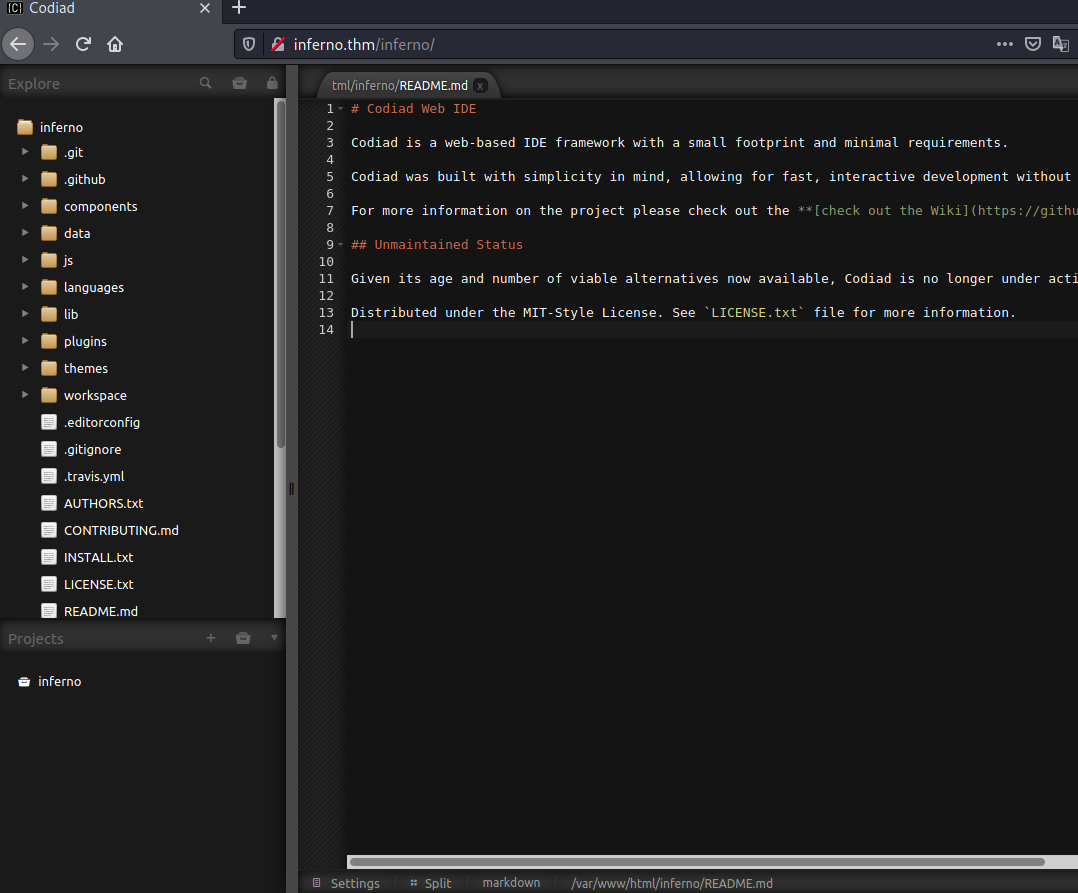 [C] Codiad
inferno.thm/inferno/
Explore
inferno
.git
.github
components
data
js
languages
lib
plugins
themes
workspace
.editorconfig
.gitignore
.travis.yml
AUTHORS.txt
CONTRIBUTING.md
INSTALL.txt
LICENSE.txt
README.md
Projects
inferno
tml/inferno/README.md x
1 # Codiad Web IDE
2
3 Codiad is a web-based IDE framework with a small footprint and minimal requirements.
4
5 Codiad was built with simplicity in mind, allowing for fast, interactive development without
6
7 For more information on the project please check out the **[check out the Wiki](https://githu
8
9 ## Unmaintained Status
10
11 Given its age and number of viable alternatives now available, Codiad is no longer under acti
12
13 Distributed under the MIT-Style License. See `LICENSE.txt` file for more information.
14
Settings Split markdown /var/www/html/inferno/README.md